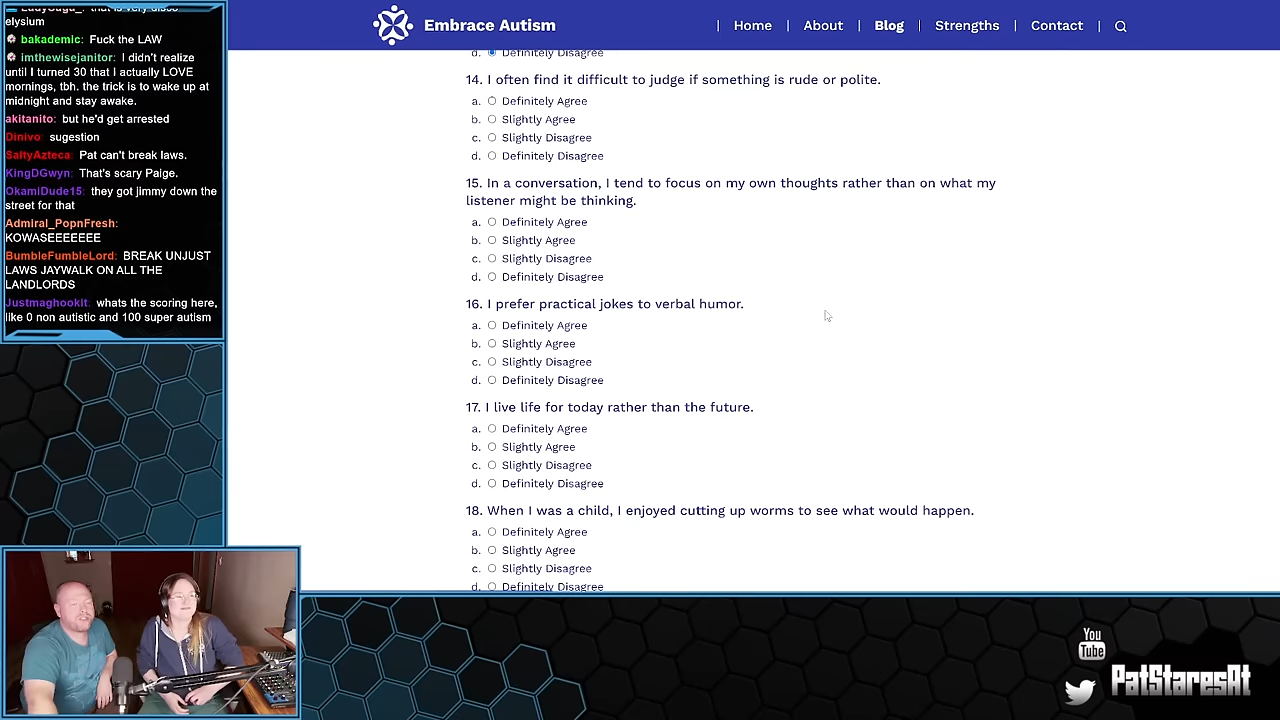 elysium
bakademic: Fuck the LAW
imthewisejanitor: I didn't realize
until I turned 30 that I actually LOVE
mornings, tbh. the trick is to wake up at
midnight and stay awake.
akitanito: but he'd get arrested
Dinivo: sugestion
SaltyAzteca: Pat can't break laws.
KingDGwyn: That's scary Paige.
OkamiDude15: they got jimmy down the
street for that
Admiral_PopnFresh:
KOWASEEEEEEE
BumbleFumbleLord: BREAK UNJUST
LAWS JAYWALK ON ALL THE
LANDLORDS
Justmaghookit: whats the scoring here,
like 0 non autistic and 100 super autism
Embrace Autism
Home | About | Blog | Strengths | Contact |
d. Definitely Disagree
14. I often find it difficult to judge if something is rude or polite.
a. Definitely Agree
b. Slightly Agree
c. Slightly Disagree
d. Definitely Disagree
15. In a conversation, I tend to focus on my own thoughts rather than on what my
listener might be thinking.
a. Definitely Agree
b. Slightly Agree
c. Slightly Disagree
d. Definitely Disagree
16. I prefer practical jokes to verbal humor.
a. Definitely Agree
b. Slightly Agree
c. Slightly Disagree
d. Definitely Disagree
17. I live life for today rather than the future.
a. Definitely Agree
b. Slightly Agree
c. Slightly Disagree
d. Definitely Disagree
18. When I was a child, I enjoyed cutting up worms to see what would happen.
a. Definitely Agree
b. Slightly Agree
c. Slightly Disagree
d. Definitely Disagree
You
Tube
PatStaresAt